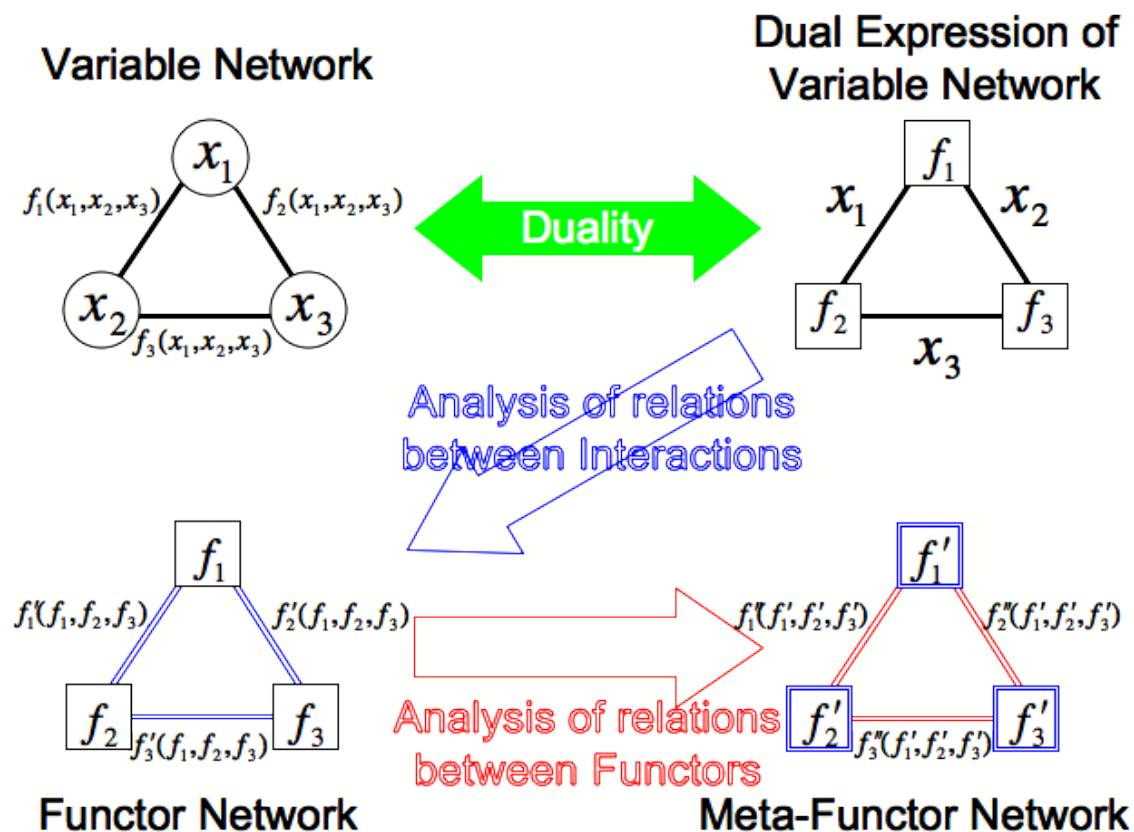 Variable Network
Dual Expression of
Variable Network
x₁
f₁(x₁,x₂,x₃)
f₂(x₁,x₂,x₃)
x₂
x₃
f₃(x₁,x₂,x₃)
Duality
f₁
x₁
x₂
f₂
f₃
x₃
Analysis of relations
between Interactions
f₁
f₁′(f₁,f₂,f₃)
f₂′(f₁,f₂,f₃)
f₂
f₃
f₃′(f₁,f₂,f₃)
Functor Network
Analysis of relations
between Functors
f₁′
f₁″(f₁′,f₂′,f₃′)
f₂″(f₁′,f₂′,f₃′)
f₂′
f₃′
f₃″(f₁′,f₂′,f₃′)
Meta-Functor Network